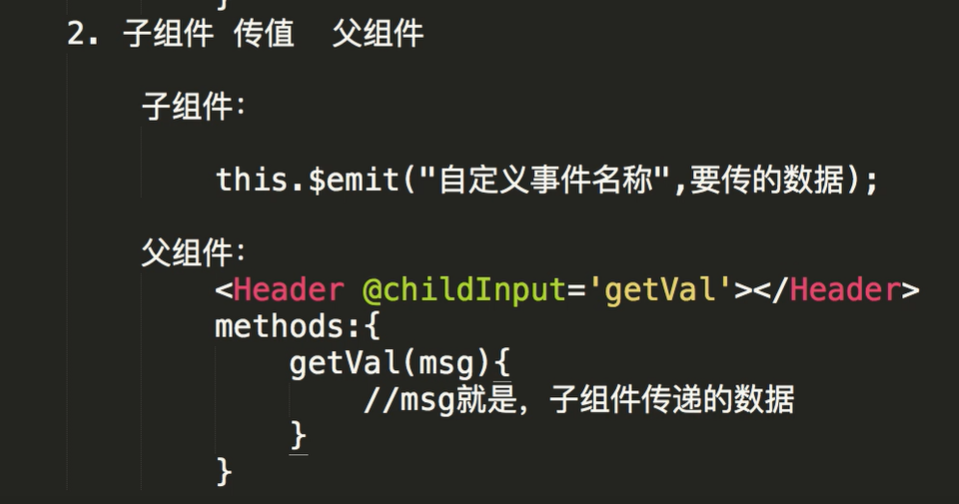 }
2. 子组件 传值  父组件
子组件：
this.$emit("自定义事件名称",要传的数据);
父组件：
<Header @childInput='getVal'></Header>
methods:{
getVal(msg){
//msg就是，子组件传递的数据
}
}